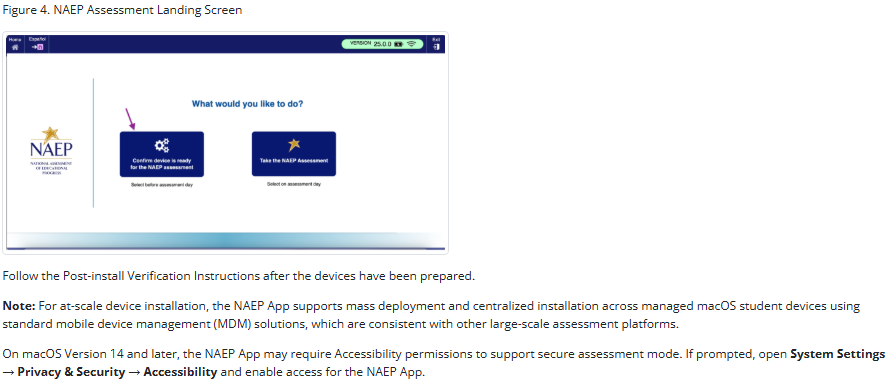 Figure 4. NAEP Assessment Landing Screen
Home
Español
VERSION 25.0.0
Exit
What would you like to do?
NAEP
NATIONAL ASSESSMENT
OF EDUCATIONAL
PROGRESS
Confirm device is ready
for the NAEP assessment
Take the NAEP Assessment
Select before assessment day
Select on assessment day
Follow the Post-install Verification Instructions after the devices have been prepared.
Note: For at-scale device installation, the NAEP App supports mass deployment and centralized installation across managed macOS student devices using
standard mobile device management (MDM) solutions, which are consistent with other large-scale assessment platforms.
On macOS Version 14 and later, the NAEP App may require Accessibility permissions to support secure assessment mode. If prompted, open System Settings
→ Privacy & Security → Accessibility and enable access for the NAEP App.